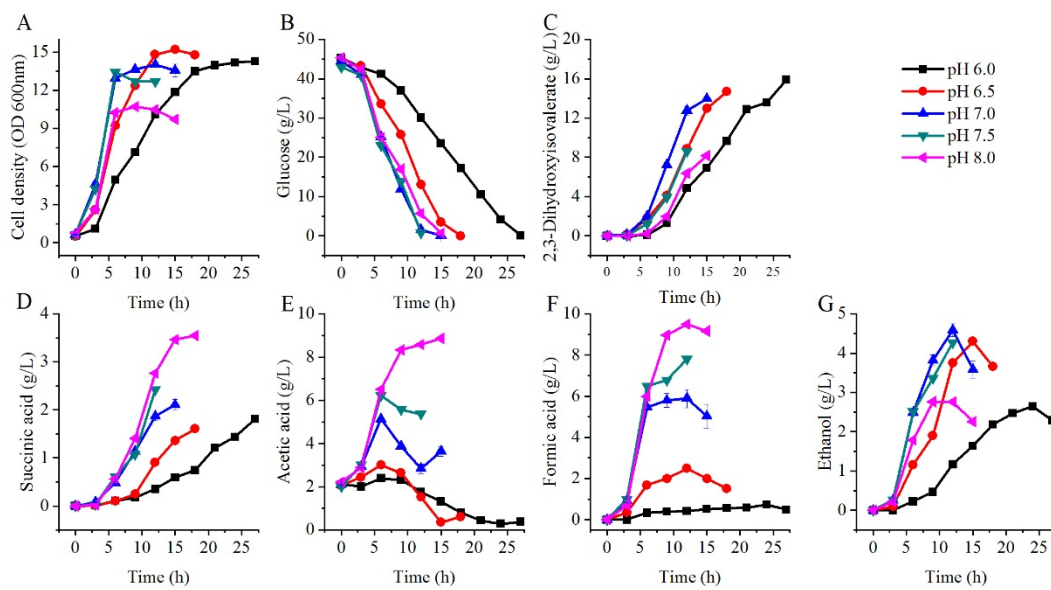 A
Cell density (OD 600nm)
15
12
9
6
3
0
0 5 10 15 20 25
Time (h)
B
Glucose (g/L)
50
40
30
20
10
0
0 5 10 15 20 25
Time (h)
C
2,3-Dihydroxyisovalerate (g/L)
20
16
12
8
4
0
0 5 10 15 20 25
Time (h)
pH 6.0
pH 6.5
pH 7.0
pH 7.5
pH 8.0
D
Succinic acid (g/L)
4
3
2
1
0
0 5 10 15 20 25
Time (h)
E
Acetic acid (g/L)
10
8
6
4
2
0
0 5 10 15 20 25
Time (h)
F
Formic acid (g/L)
10
8
6
4
2
0
0 5 10 15 20 25
Time (h)
G
Ethanol (g/L)
5
4
3
2
1
0
0 5 10 15 20 25
Time (h)